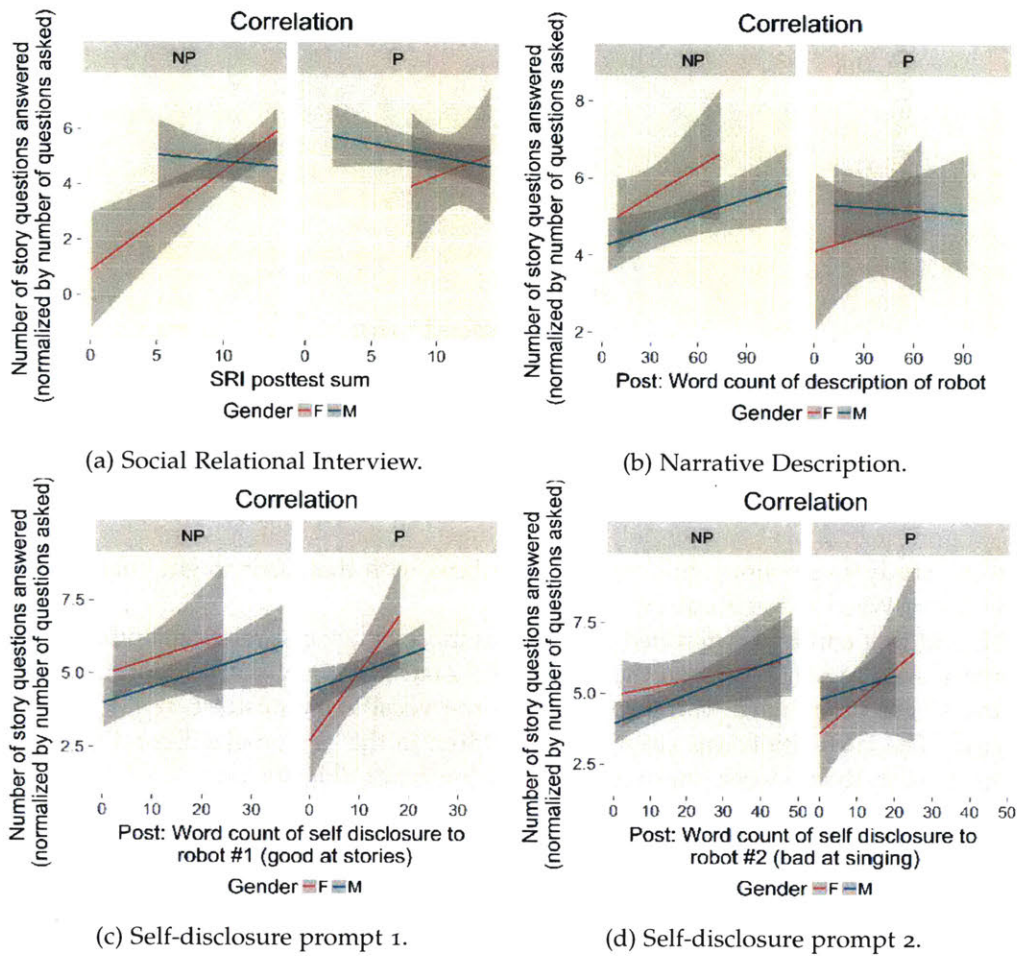 Correlation
NP P
Number of story questions answered
(normalized by number of questions asked)
6
4
2
0
0 5 10 0 5 10
SRI posttest sum
Gender F M
(a) Social Relational Interview.
Correlation
NP P
Number of story questions answered
(normalized by number of questions asked)
8
6
4
2
0 30 60 90 0 30 60 90
Post: Word count of description of robot
Gender F M
(b) Narrative Description.
Correlation
NP P
Number of story questions answered
(normalized by number of questions asked)
7.5
5.0
2.5
0 10 20 30 0 10 20 30
Post: Word count of self disclosure to
robot #1 (good at stories)
Gender F M
(c) Self-disclosure prompt 1.
Correlation
NP P
Number of story questions answered
(normalized by number of questions asked)
7.5
5.0
2.5
0 10 20 30 40 50 0 10 20 30 40 50
Post: Word count of self disclosure to
robot #2 (bad at singing)
Gender F M
(d) Self-disclosure prompt 2.